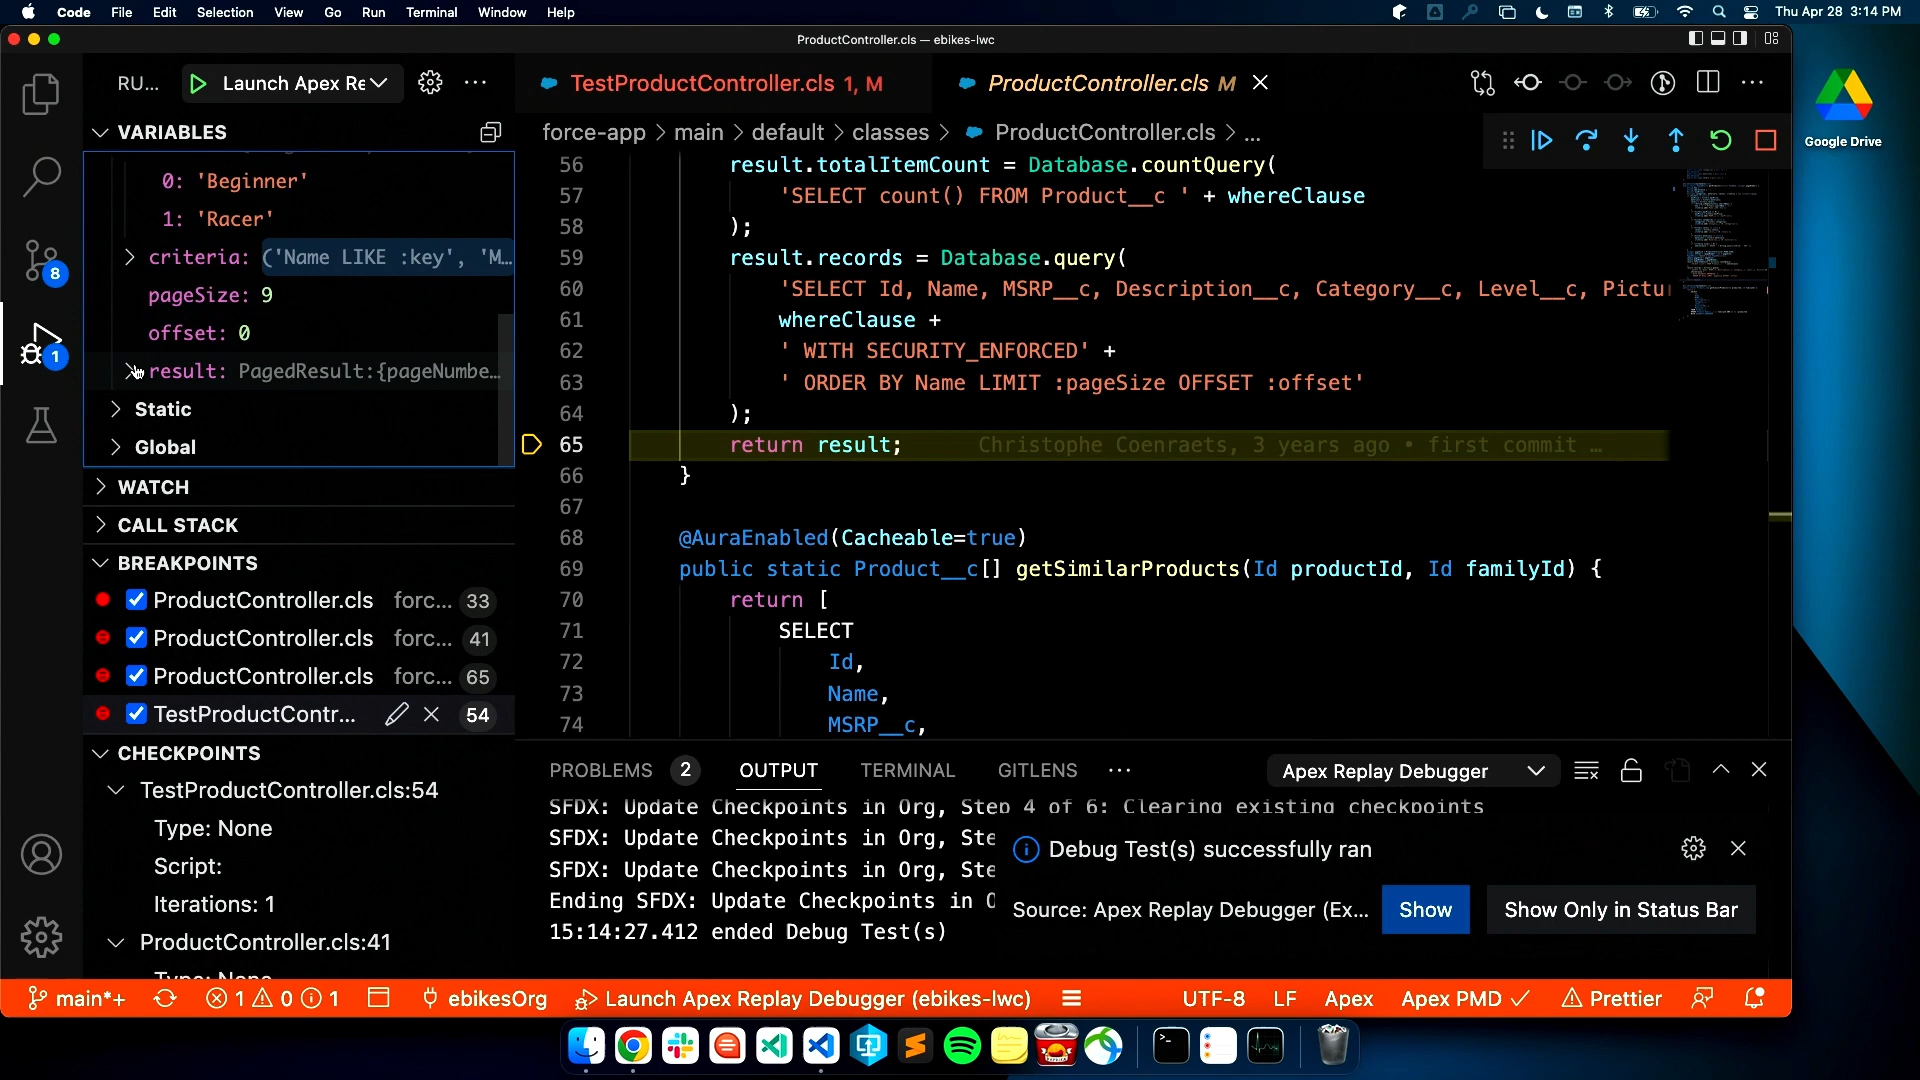 Code File Edit Selection View Go Run Terminal Window Help
Thu Apr 28 3:14 PM
ProductController.cls — ebikes-lwc
RU... Launch Apex Re
TestProductController.cls 1, M
ProductController.cls M
Google Drive
VARIABLES
0: 'Beginner'
1: 'Racer'
criteria: ('Name LIKE :key', 'M...
pageSize: 9
offset: 0
result: PagedResult:{pageNumbe...
Static
Global
WATCH
CALL STACK
BREAKPOINTS
ProductController.cls forc... 33
ProductController.cls forc... 41
ProductController.cls forc... 65
TestProductContr... 54
CHECKPOINTS
TestProductController.cls:54
Type: None
Script:
Iterations: 1
ProductController.cls:41
Type: None
8
1
force-app > main > default > classes > ProductController.cls > ...
56 result.totalItemCount = Database.countQuery(
57 'SELECT count() FROM Product__c ' + whereClause
58 );
59 result.records = Database.query(
60 'SELECT Id, Name, MSRP__c, Description__c, Category__c, Level__c, Pictu
61 whereClause +
62 ' WITH SECURITY_ENFORCED' +
63 ' ORDER BY Name LIMIT :pageSize OFFSET :offset'
64 );
65 return result; Christophe Coenraets, 3 years ago • first commit …
66 }
67
68 @AuraEnabled(Cacheable=true)
69 public static Product__c[] getSimilarProducts(Id productId, Id familyId) {
70 return [
71 SELECT
72 Id,
73 Name,
74 MSRP__c,
PROBLEMS 2 OUTPUT TERMINAL GITLENS ... Apex Replay Debugger
SFDX: Update Checkpoints in Org, Step 4 of 6: Clearing existing checkpoints
SFDX: Update Checkpoints in Org, Ste
SFDX: Update Checkpoints in Org, Ste
Ending SFDX: Update Checkpoints in O
15:14:27.412 ended Debug Test(s)
Debug Test(s) successfully ran
Source: Apex Replay Debugger (Ex... Show Show Only in Status Bar
main*+ 1 0 1 ebikesOrg Launch Apex Replay Debugger (ebikes-lwc) UTF-8 LF Apex Apex PMD Prettier